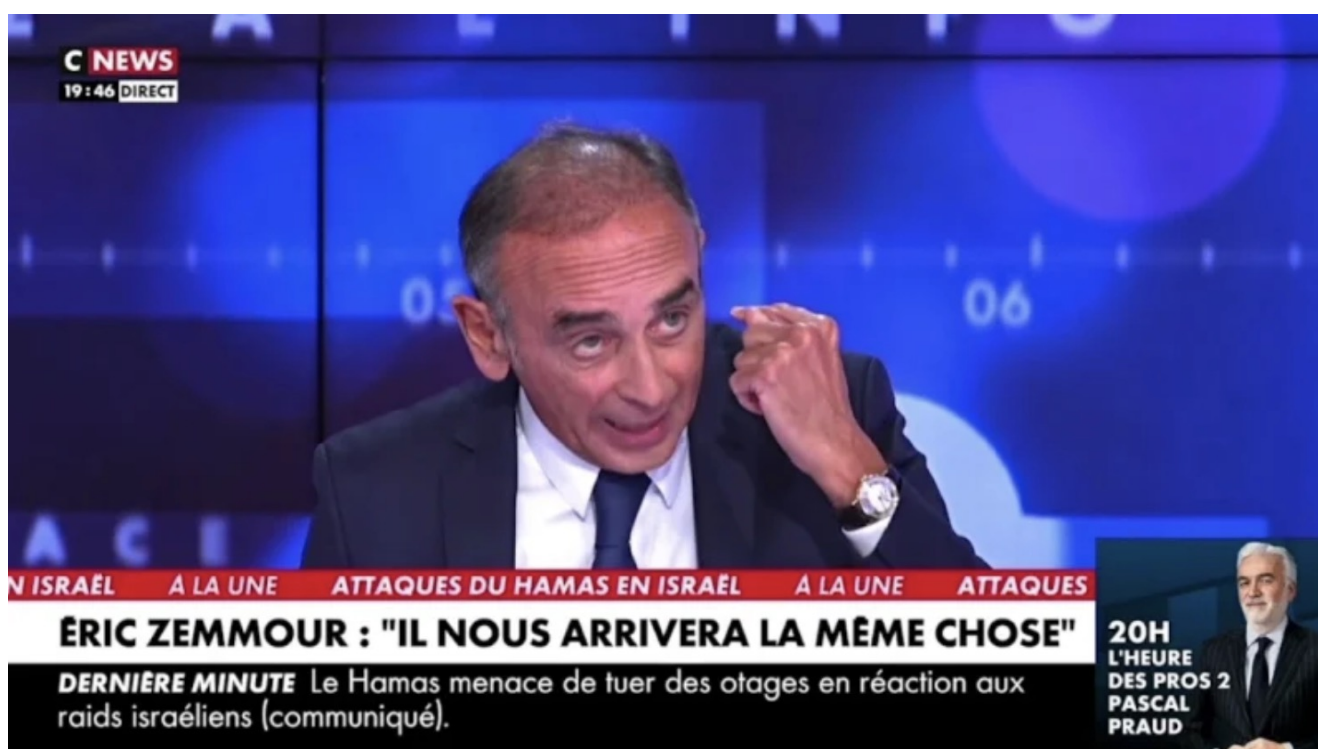 CNEWS
19:46 DIRECT
05
06
N ISRAËL À LA UNE ATTAQUES DU HAMAS EN ISRAËL À LA UNE ATTAQUES
ÉRIC ZEMMOUR : "IL NOUS ARRIVERA LA MÊME CHOSE"
DERNIÈRE MINUTE Le Hamas menace de tuer des otages en réaction aux
raids israéliens (communiqué).
20H
L'HEURE
DES PROS 2
PASCAL
PRAUD